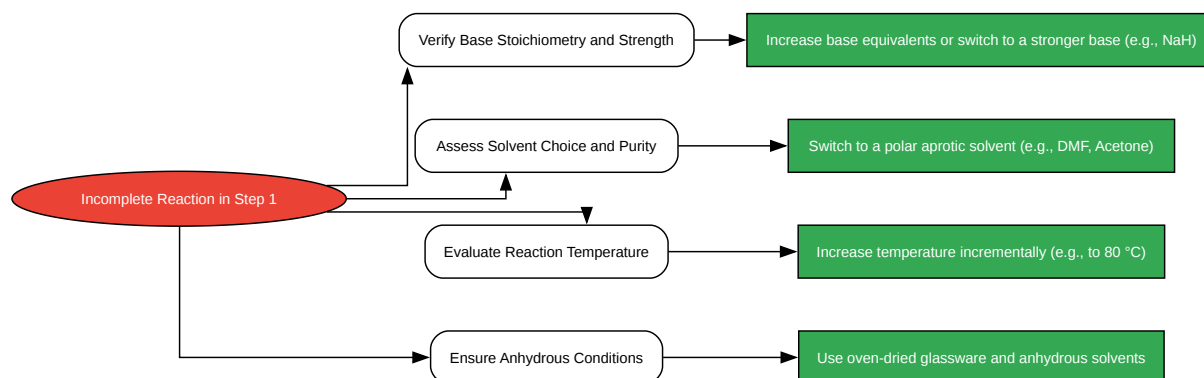 Verify Base Stoichiometry and Strength
Increase base equivalents or switch to a stronger base (e.g., NaH)
Assess Solvent Choice and Purity
Switch to a polar aprotic solvent (e.g., DMF, Acetone)
Incomplete Reaction in Step 1
Evaluate Reaction Temperature
Increase temperature incrementally (e.g., to 80 °C)
Ensure Anhydrous Conditions
Use oven-dried glassware and anhydrous solvents